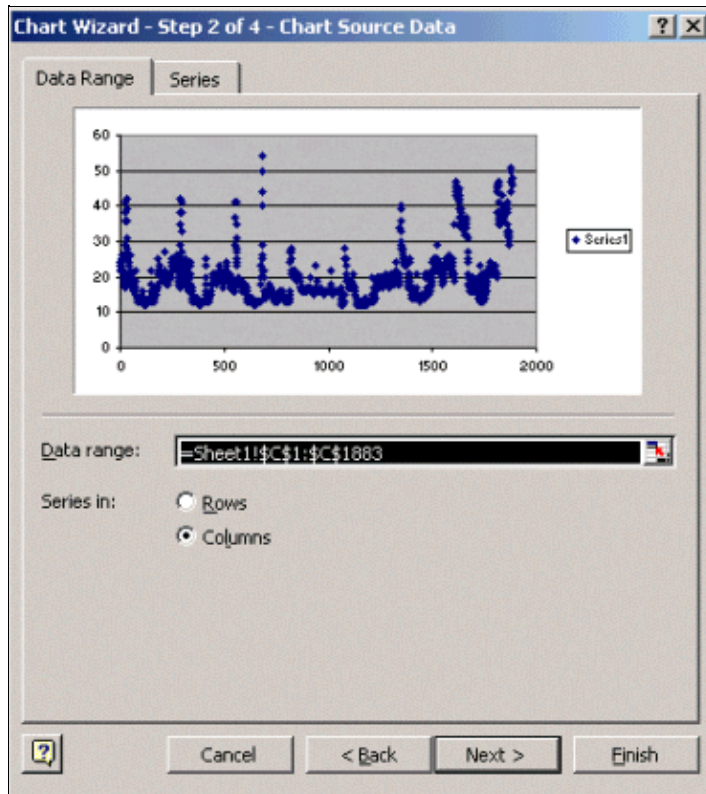 Chart Wizard - Step 2 of 4 - Chart Source Data ? X
Data Range Series
60
50
40
30
20
10
0
0 500 1000 1500 2000
Series1
Data range: =Sheet1!$C$1:$C$1883
Series in: Rows
Columns
? Cancel < Back Next > Finish